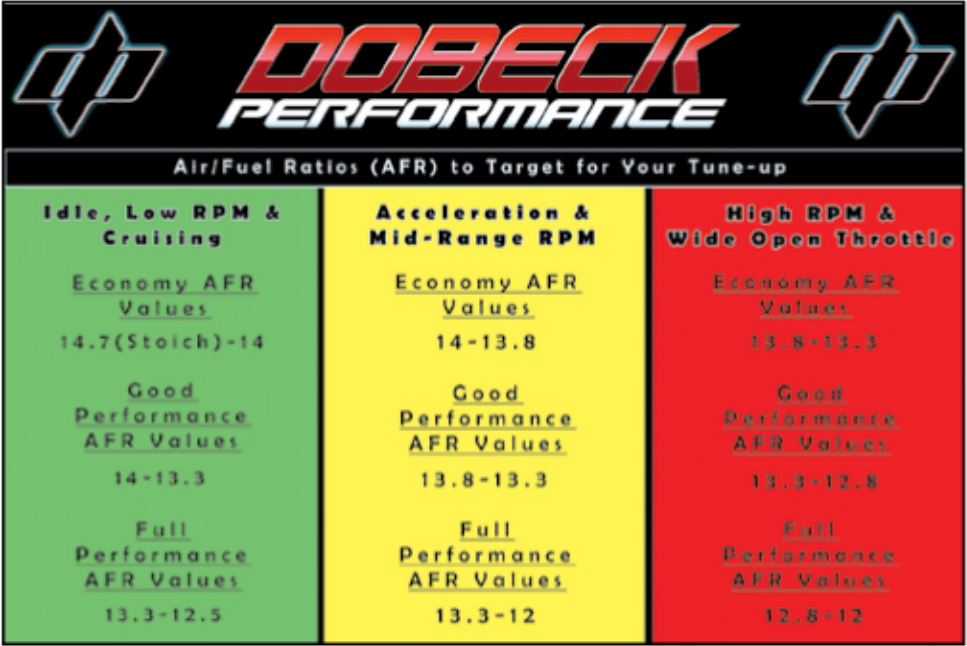 DOBECK
PERFORMANCE
Air/Fuel Ratios (AFR) to Target for Your Tune-up
Idle, Low RPM &
Cruising
Economy AFR
Values
14.7(Stoich)-14
Good
Performance
AFR Values
14-13.3
Full
Performance
AFR Values
13.3-12.5
Acceleration &
Mid-Range RPM
Economy AFR
Values
14-13.8
Good
Performance
AFR Values
13.8-13.3
Full
Performance
AFR Values
13.3-12
High RPM &
Wide Open Throttle
Economy AFR
Values
13.8-13.3
Good
Performance
AFR Values
13.3-12.8
Full
Performance
AFR Values
12.8-12